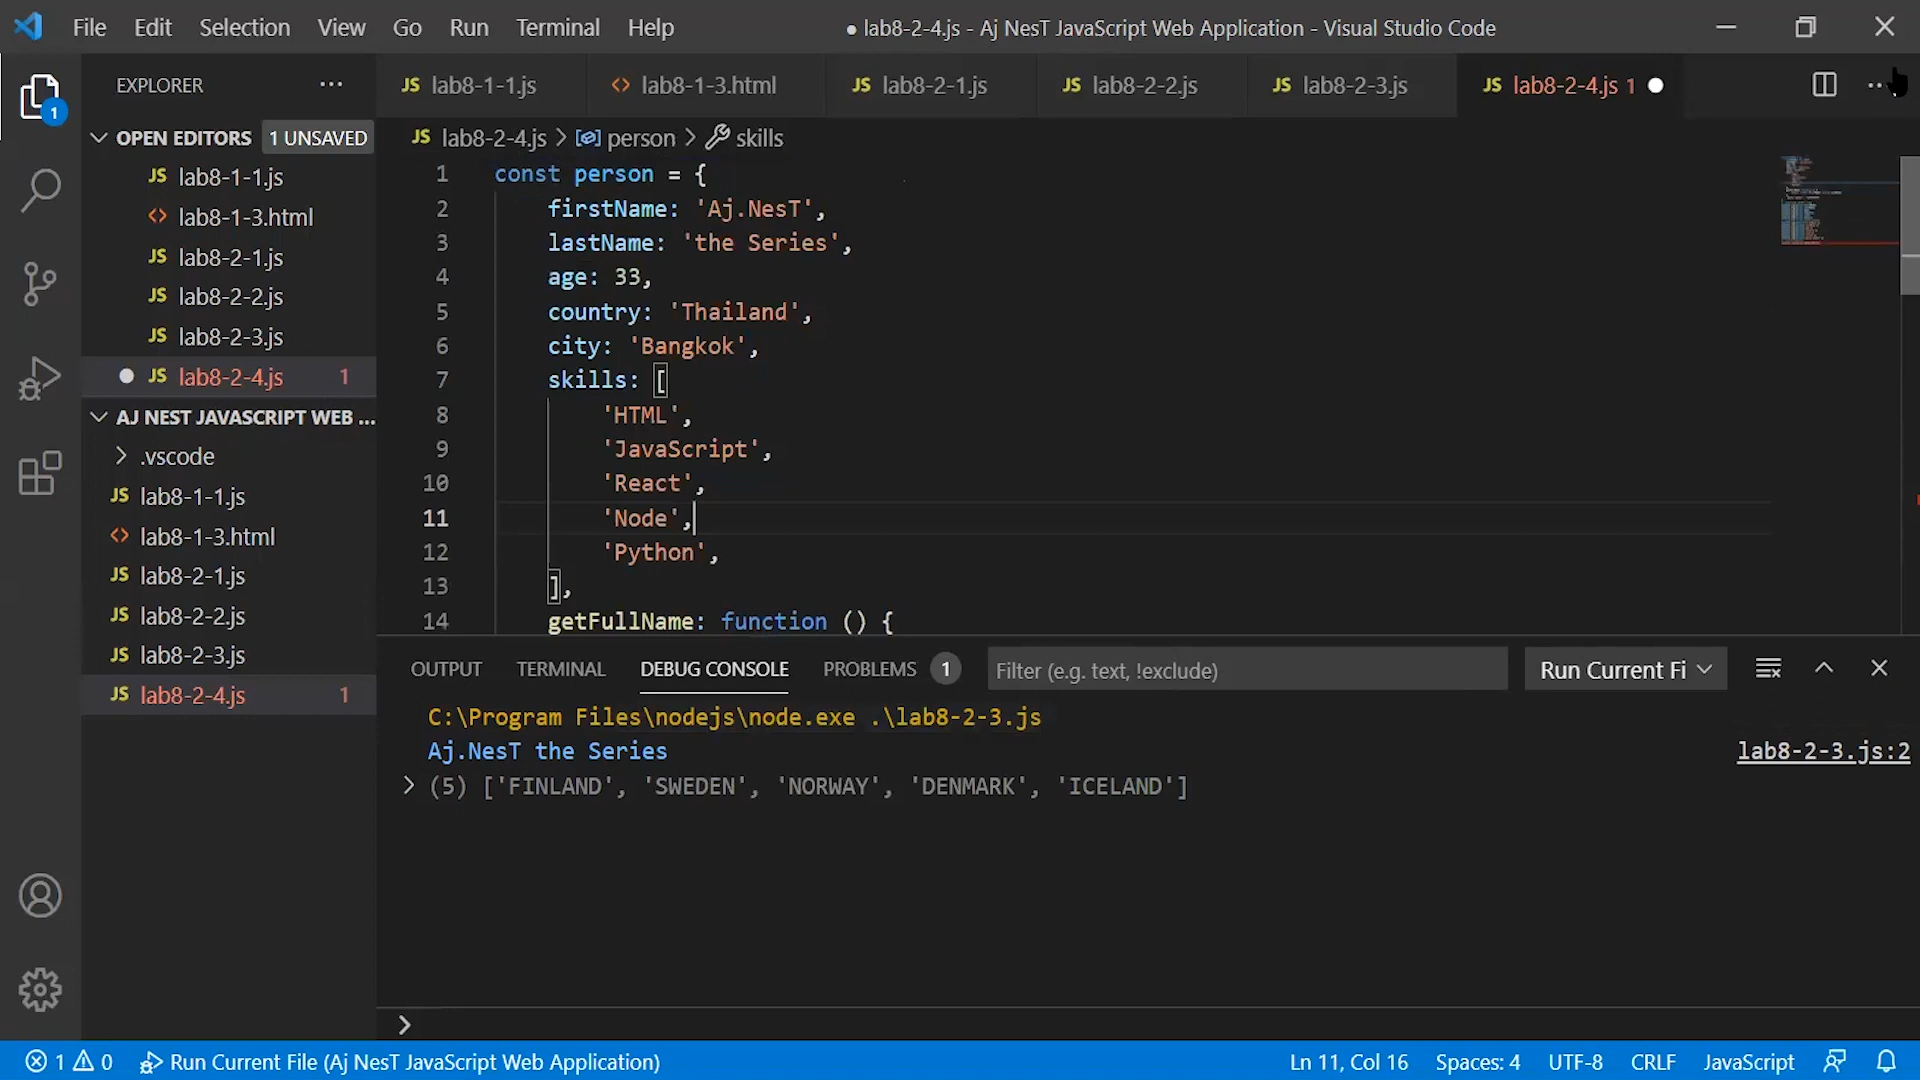 File Edit Selection View Go Run Terminal Help
● lab8-2-4.js - Aj NesT JavaScript Web Application - Visual Studio Code
EXPLORER
OPEN EDITORS 1 UNSAVED
JS lab8-1-1.js
<> lab8-1-3.html
JS lab8-2-1.js
JS lab8-2-2.js
JS lab8-2-3.js
● JS lab8-2-4.js 1
AJ NEST JAVASCRIPT WEB ...
.vscode
JS lab8-1-1.js
<> lab8-1-3.html
JS lab8-2-1.js
JS lab8-2-2.js
JS lab8-2-3.js
JS lab8-2-4.js 1
JS lab8-1-1.js <> lab8-1-3.html JS lab8-2-1.js JS lab8-2-2.js JS lab8-2-3.js JS lab8-2-4.js 1 ●
JS lab8-2-4.js > person > skills
1 const person = {
2 firstName: 'Aj.NesT',
3 lastName: 'the Series',
4 age: 33,
5 country: 'Thailand',
6 city: 'Bangkok',
7 skills: [
8 'HTML',
9 'JavaScript',
10 'React',
11 'Node',
12 'Python',
13 ],
14 getFullName: function () {
OUTPUT TERMINAL DEBUG CONSOLE PROBLEMS 1 Filter (e.g. text, !exclude) Run Current Fi
C:\Program Files\nodejs\node.exe .\lab8-2-3.js
Aj.NesT the Series lab8-2-3.js:2
> (5) ['FINLAND', 'SWEDEN', 'NORWAY', 'DENMARK', 'ICELAND']
>
1
1 0 Run Current File (Aj NesT JavaScript Web Application) Ln 11, Col 16 Spaces: 4 UTF-8 CRLF JavaScript